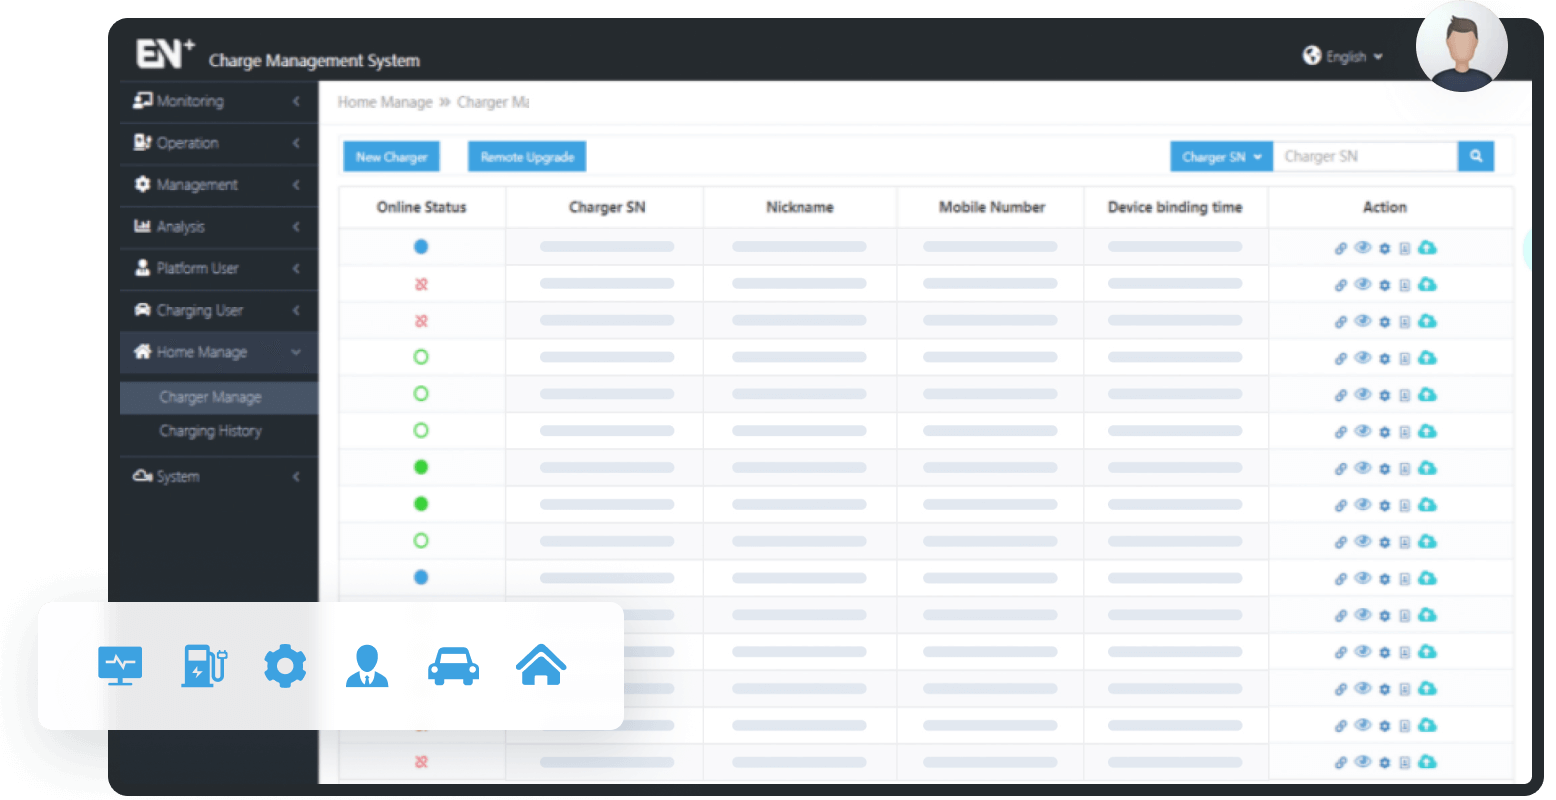 EN+ Charge Management System
English
Monitoring
Operation
Management
Analysis
Platform User
Charging User
Home Manage
Charger Manage
Charging History
System
Home Manage » Charger Ma
New Charger
Remote Upgrade
Charger SN
Charger SN
Online Status Charger SN Nickname Mobile Number Device binding time Action